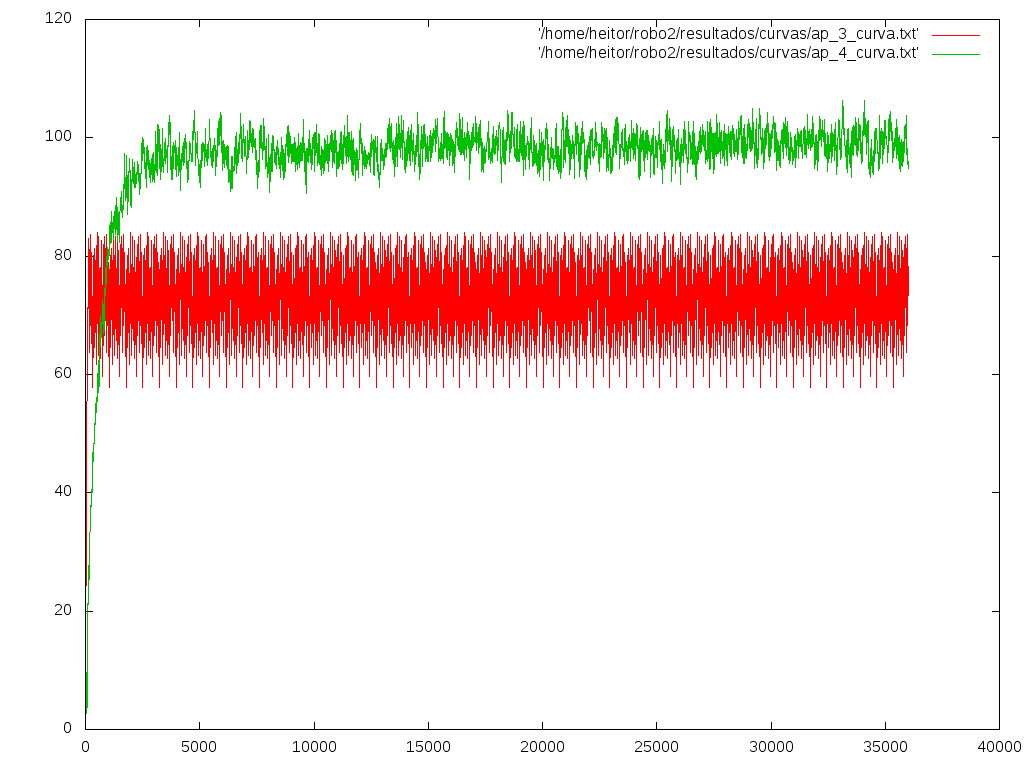 120
'/home/heitor/robo2/resultados/curvas/ap_3_curva.txt'
'/home/heitor/robo2/resultados/curvas/ap_4_curva.txt'
100
80
60
40
20
0
0 5000 10000 15000 20000 25000 30000 35000 40000